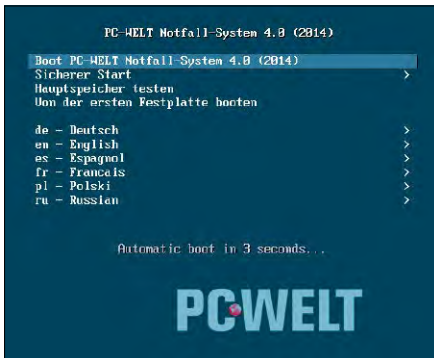 PC-WELT Notfall-System 4.0 (2014)
Boot PC-WELT Notfall-System 4.0 (2014)
Sicherer Start >
Hauptspeicher testen
Von der ersten Festplatte booten
de - Deutsch >
en - English >
es - Espagnol >
fr - Francais >
pl - Polski >
ru - Russian >
Automatic boot in 3 seconds...
PCWELT